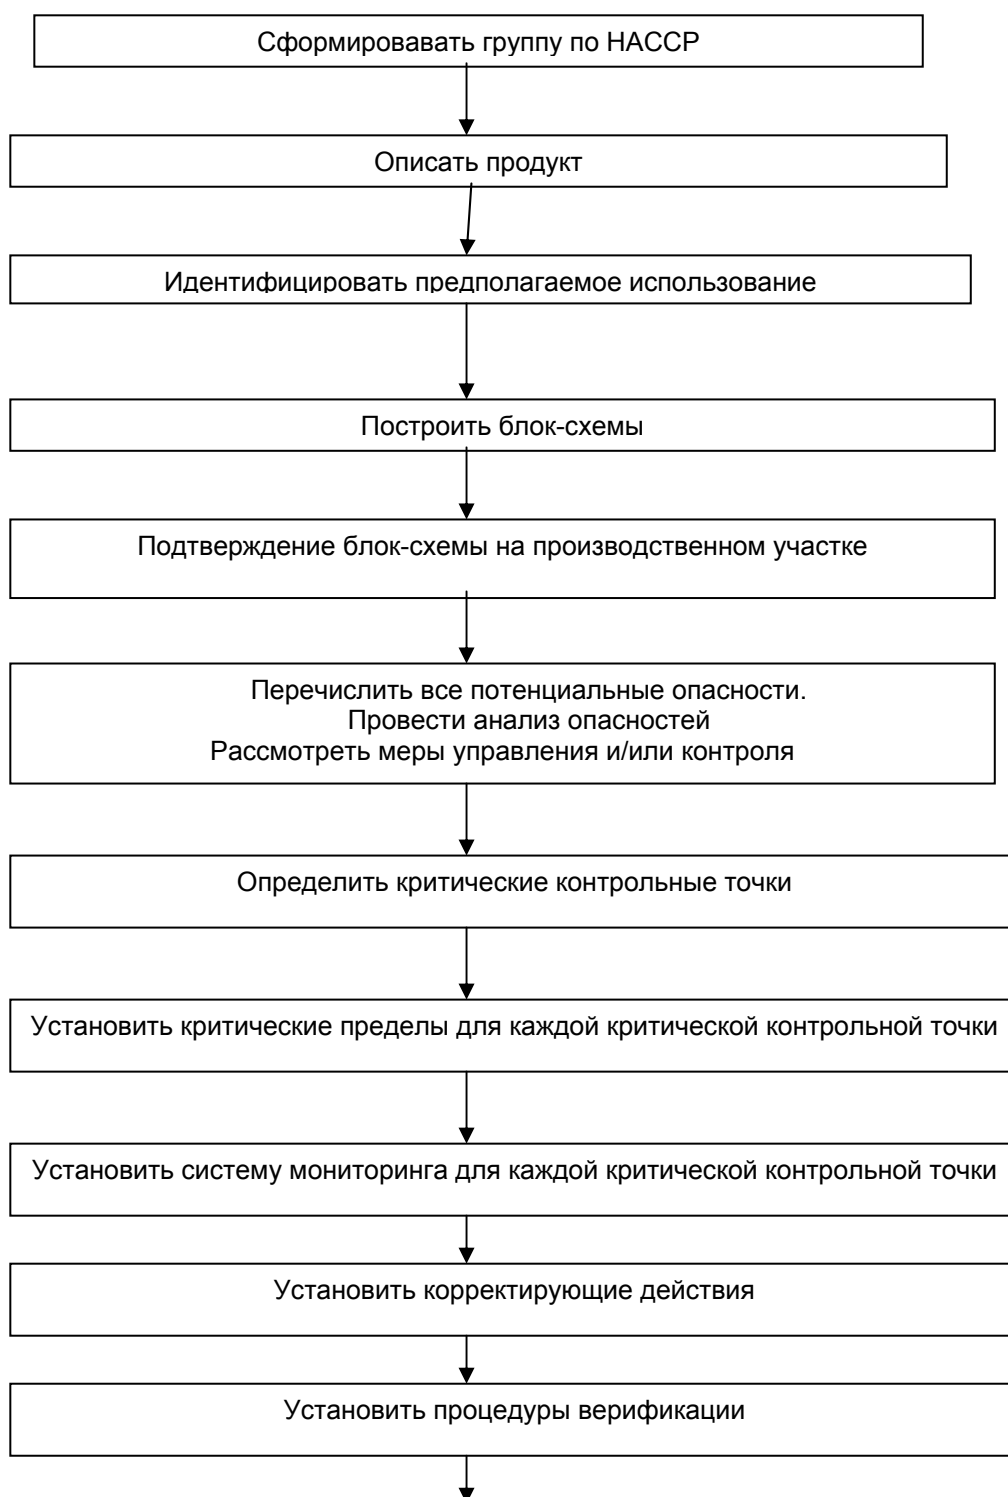 Сформировавать группу по НАССР
Описать продукт
Идентифицировать предполагаемое использование
Построить блок-схемы
Подтверждение блок-схемы на производственном участке
Перечислить все потенциальные опасности.
Провести анализ опасностей
Рассмотреть меры управления и/или контроля
Определить критические контрольные точки
Установить критические пределы для каждой критической контрольной точки
Установить систему мониторинга для каждой критической контрольной точки
Установить корректирующие действия
Установить процедуры верификации